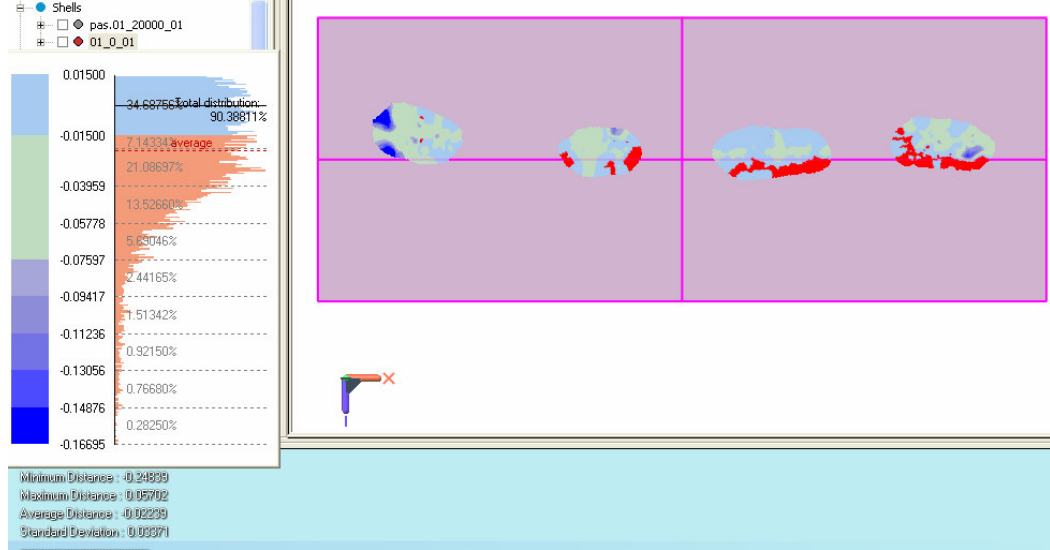 Shells
pas.01_20000_01
01_0_01
0.01500
34.68756%
Total distribution:
90.38811%
-0.01500
7.14334%
average
21.08697%
-0.03959
13.52660%
-0.05778
5.63046%
-0.07597
2.44165%
-0.09417
1.51342%
-0.11236
0.92150%
-0.13056
0.76680%
-0.14876
0.28250%
-0.16695
X
Minimum Distance : -0.24839
Maximum Distance : 0.05702
Average Distance : -0.02239
Standard Deviation : 0.03371